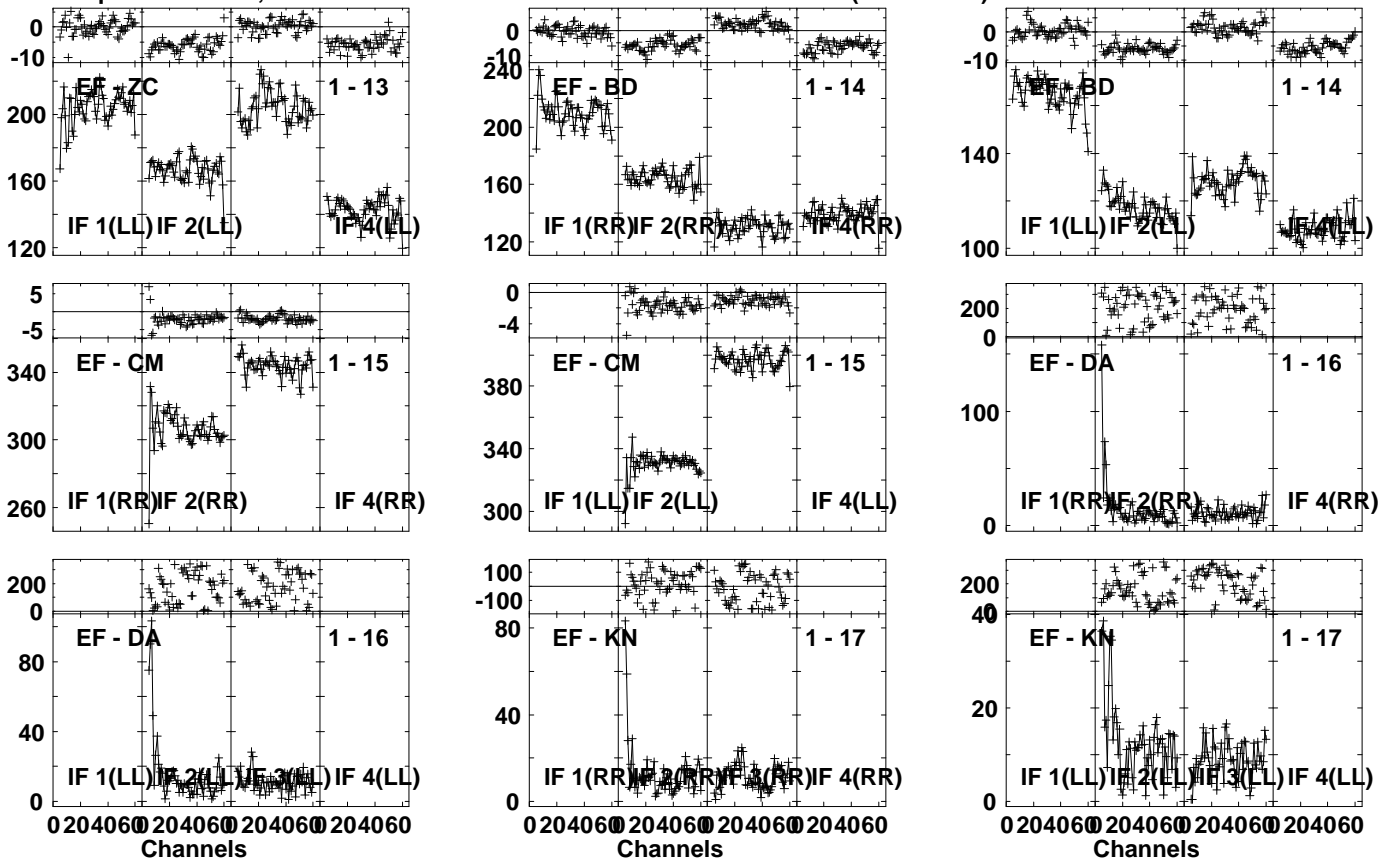 0 0 0
-10 -10 -10
EF - ZC 1 - 13 240 EF - BD 1 - 14 EF - BD 1 - 14
200 200
160 160 140
120 120 100
IF 1(LL) IF 2(LL) IF 4(LL) IF 1(RR) IF 2(RR) IF 4(RR) IF 1(LL) IF 2(LL) IF 4(LL)
5 0 200
-5 -4 0
EF - CM 1 - 15 EF - CM 1 - 15 EF - DA 1 - 16
340 380 100
300 340
260 300 0
IF 1(RR) IF 2(RR) IF 4(RR) IF 1(LL) IF 2(LL) IF 4(LL) IF 1(RR) IF 2(RR) IF 4(RR)
200 100 200
0 -100 0
EF - DA 1 - 16 80 EF - KN 1 - 17 40 EF - KN 1 - 17
80
40 40 20
0 0 0
IF 1(LL) IF 2(LL) IF 3(LL) IF 4(LL) IF 1(RR) IF 2(RR) IF 3(RR) IF 4(RR) IF 1(LL) IF 2(LL) IF 3(LL) IF 4(LL)
0 204060 0 204060 0 204060 0 204060 0 204060 0 204060 0 204060 0 204060 0 204060 0 204060 0 204060 0 204060
Channels Channels Channels